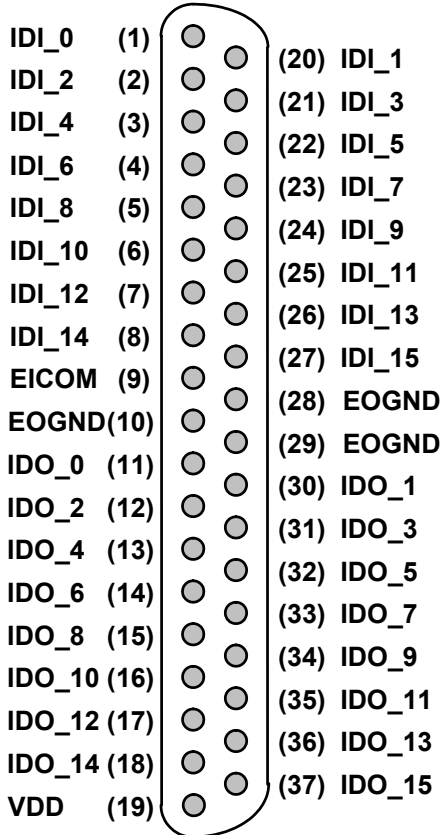 IDI_0 (1)
IDI_2 (2)
IDI_4 (3)
IDI_6 (4)
IDI_8 (5)
IDI_10 (6)
IDI_12 (7)
IDI_14 (8)
EICOM (9)
EOGND(10)
IDO_0 (11)
IDO_2 (12)
IDO_4 (13)
IDO_6 (14)
IDO_8 (15)
IDO_10 (16)
IDO_12 (17)
IDO_14 (18)
VDD (19)
(20) IDI_1
(21) IDI_3
(22) IDI_5
(23) IDI_7
(24) IDI_9
(25) IDI_11
(26) IDI_13
(27) IDI_15
(28) EOGND
(29) EOGND
(30) IDO_1
(31) IDO_3
(32) IDO_5
(33) IDO_7
(34) IDO_9
(35) IDO_11
(36) IDO_13
(37) IDO_15